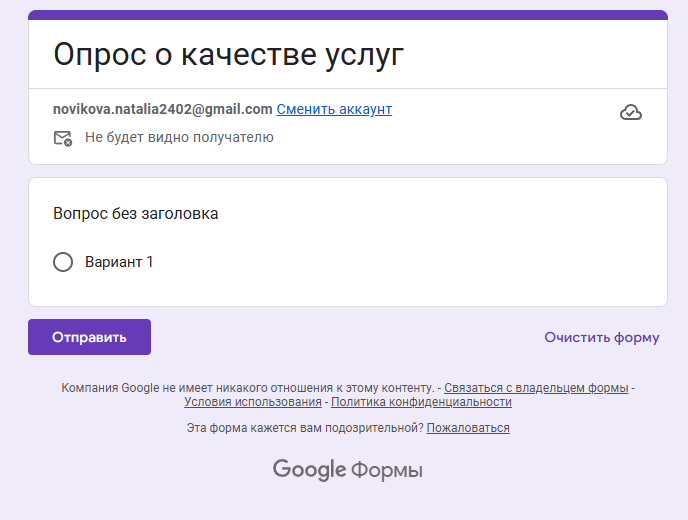 Опрос о качестве услуг
novikova.natalia2402@gmail.com Сменить аккаунт
Не будет видно получателю
Вопрос без заголовка
Вариант 1
Отправить
Очистить форму
Компания Google не имеет никакого отношения к этому контенту. - Связаться с владельцем формы -
Условия использования - Политика конфиденциальности
Эта форма кажется вам подозрительной? Пожаловаться
Google Формы